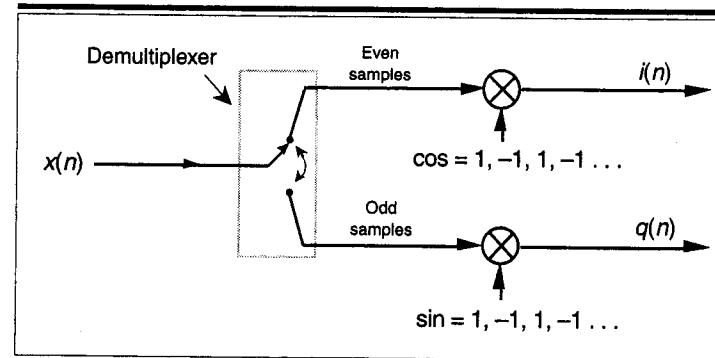 Demultiplexer
Even
samples
i(n)
x(n)
cos = 1, –1, 1, –1 . . .
Odd
samples
q(n)
sin = 1, –1, 1, –1 . . .